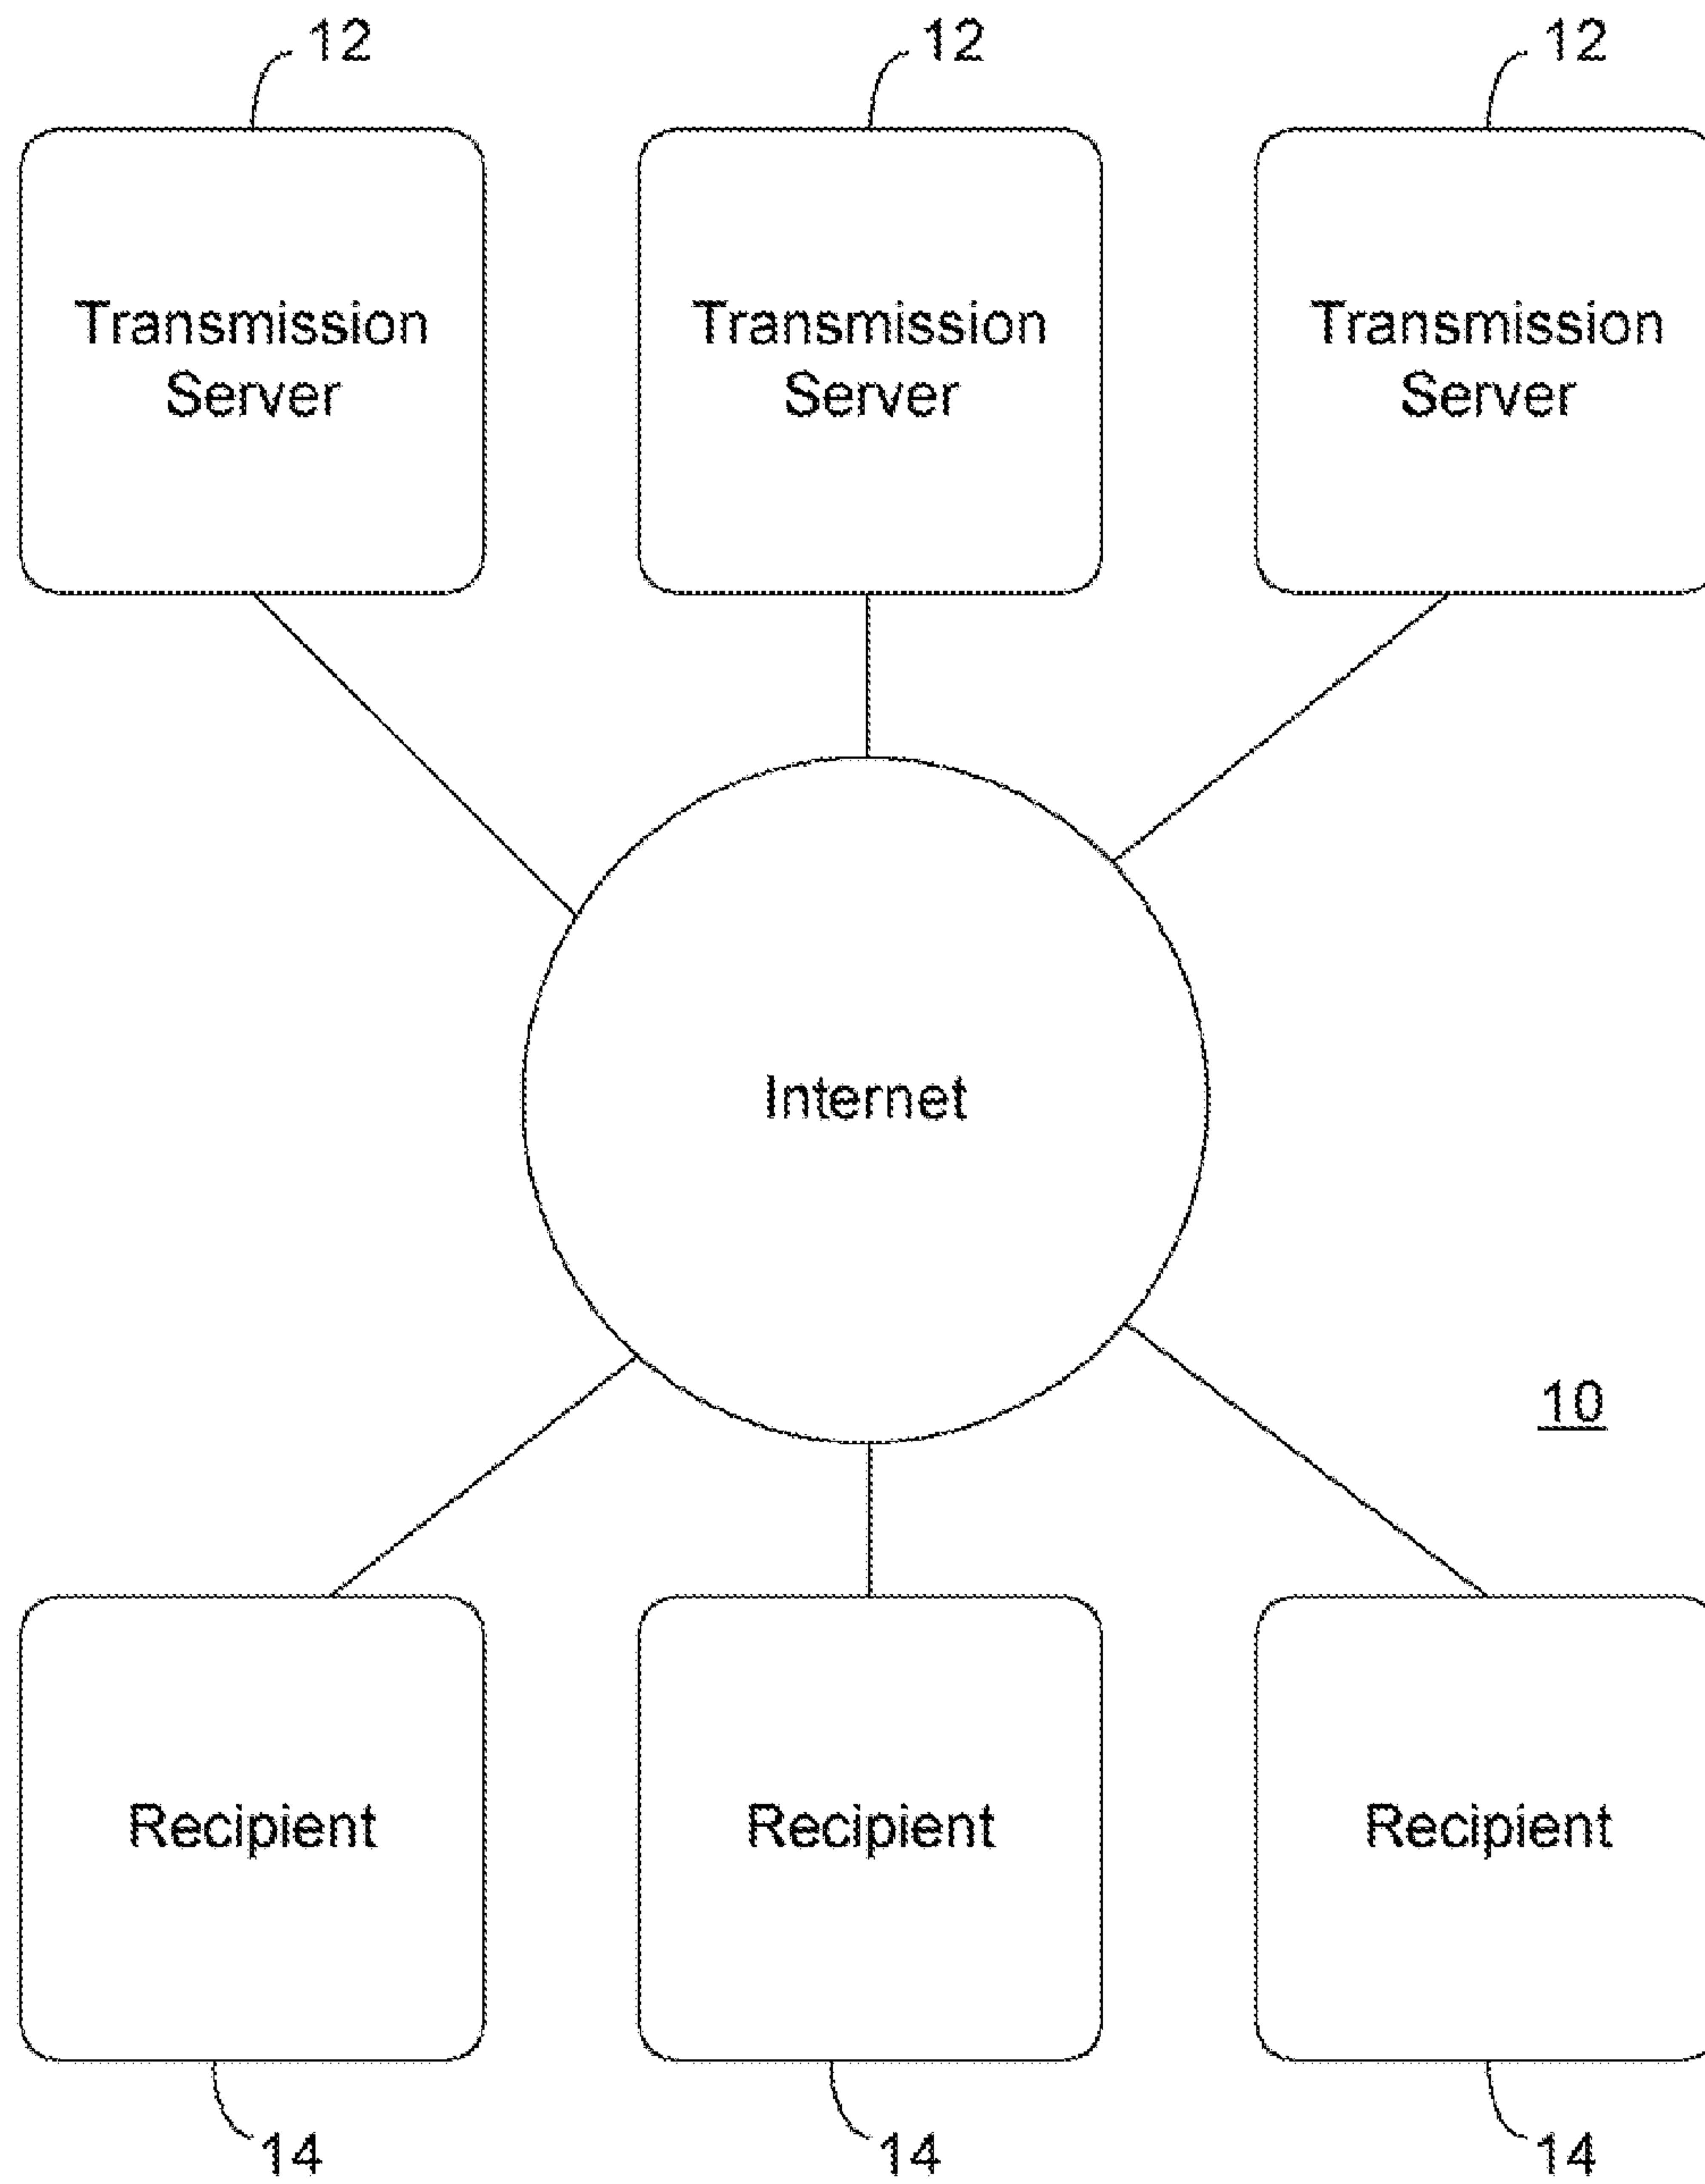 12
12
12
Transmission
Server
Transmission
Server
Transmission
Server
Internet
10
Recipient
Recipient
Recipient
14
14
14